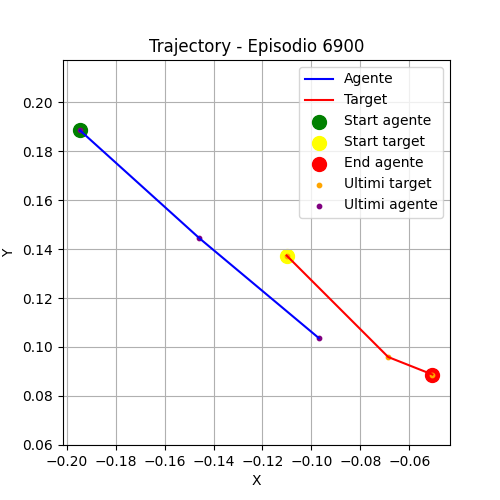 Trajectory - Episodio 6900
Agente
Target
Start agente
Start target
End agente
Ultimi target
Ultimi agente
Y
0.20
0.18
0.16
0.14
0.12
0.10
0.08
0.06
−0.20 −0.18 −0.16 −0.14 −0.12 −0.10 −0.08 −0.06
X